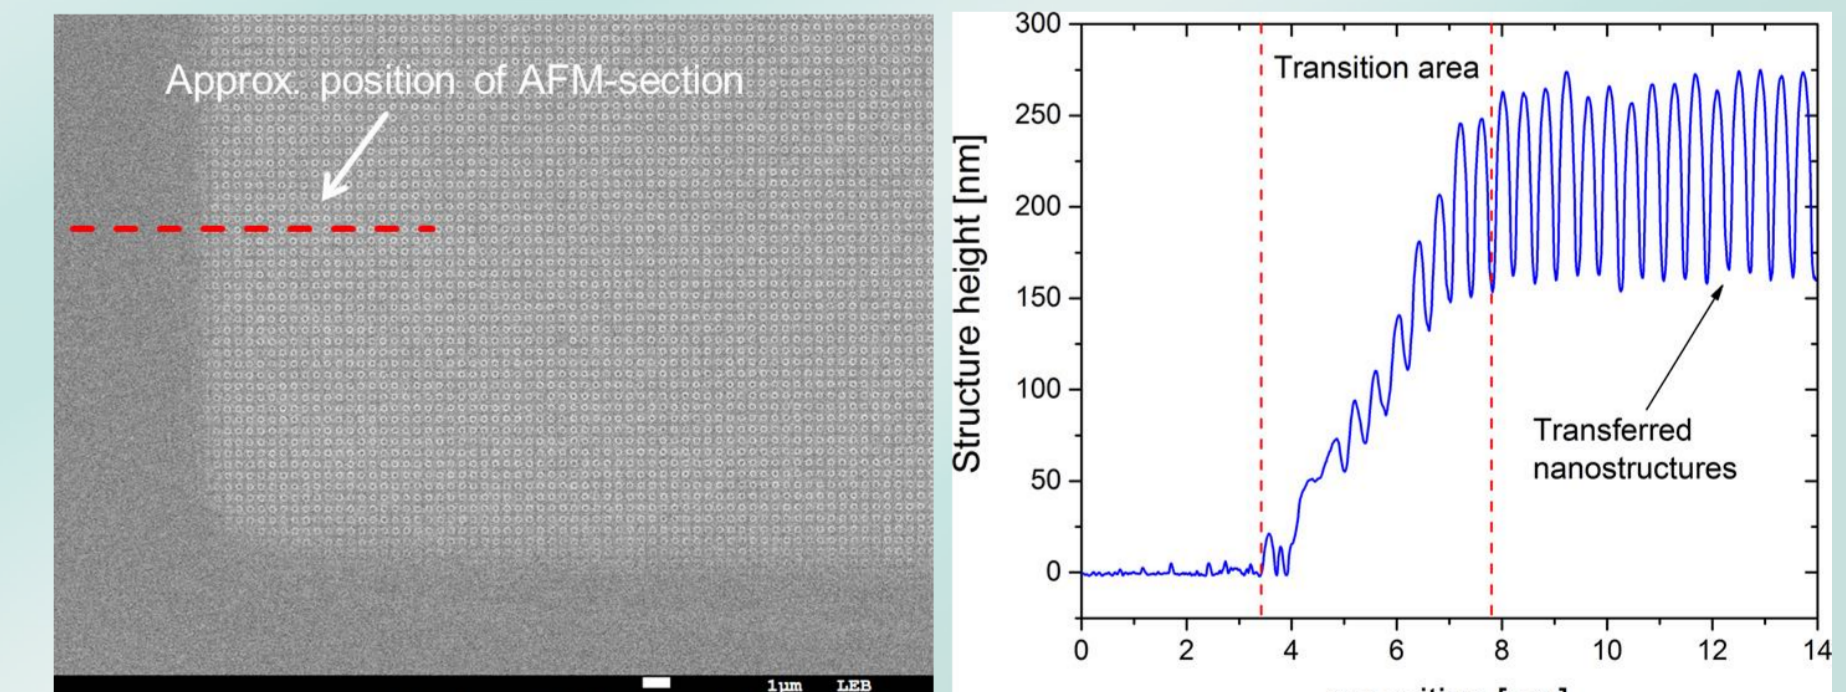 Approx. position of AFM-section
1µm LEB
Structure height [nm]
300
250
200
150
100
50
0
Transition area
Transferred
nanostructures
0 2 4 6 8 10 12 14